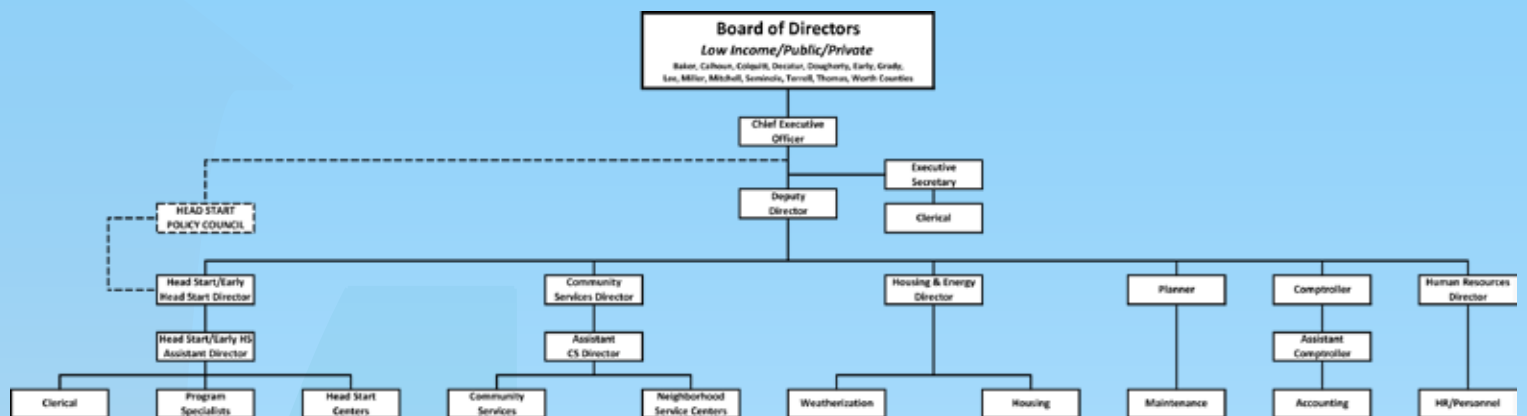 Board of Directors
Low Income/Public/Private
Baker, Calhoun, Colquitt, Decatur, Dougherty, Early, Grady,
Lee, Miller, Mitchell, Seminole, Terrell, Thomas, Worth Counties
Chief Executive
Officer
Executive
Secretary
Deputy
Director
Clerical
HEAD START
POLICY COUNCIL
Head Start/Early
Head Start Director
Community
Services Director
Housing & Energy
Director
Planner
Comptroller
Human Resources
Director
Head Start/Early HS
Assistant Director
Assistant
CS Director
Assistant
Comptroller
Clerical
Program
Specialists
Head Start
Centers
Community
Services
Neighborhood
Service Centers
Weatherization
Housing
Maintenance
Accounting
HR/Personnel